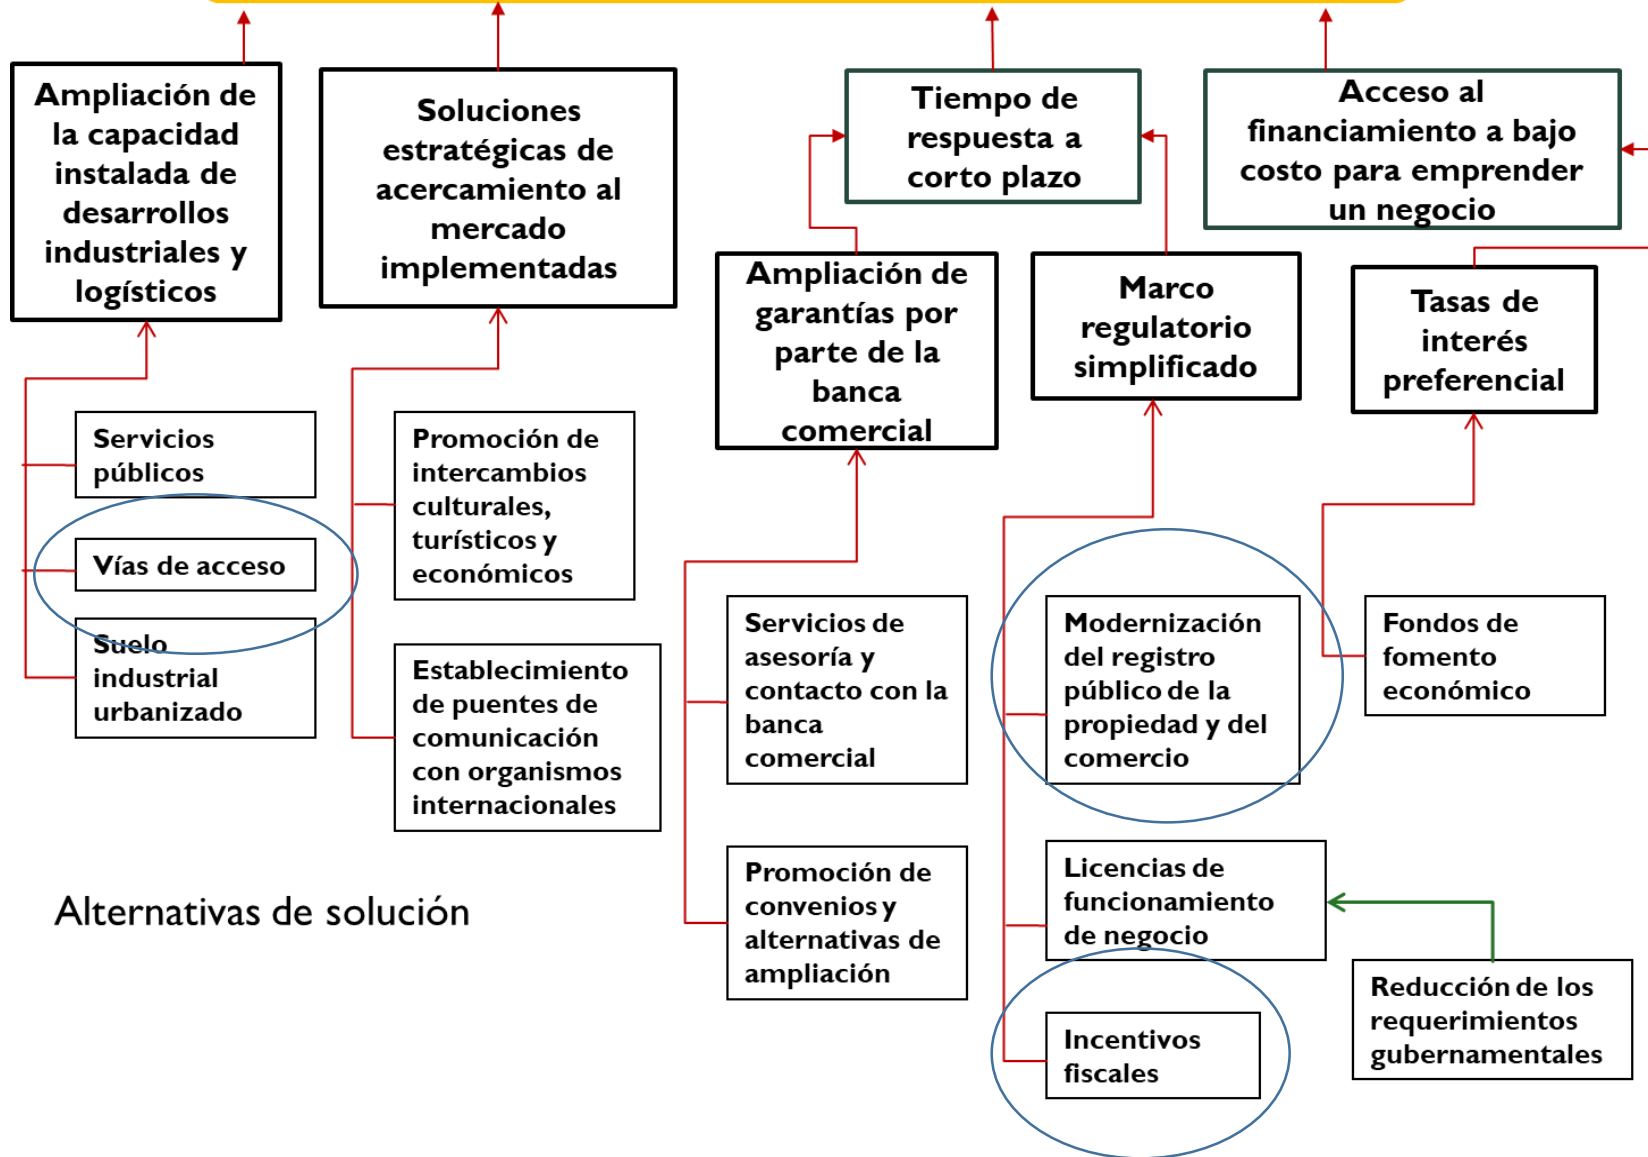 Ampliación de
la capacidad
instalada de
desarrollos
industriales y
logísticos
Soluciones
estratégicas de
acercamiento al
mercado
implementadas
Tiempo de
respuesta a
corto plazo
Acceso al
financiamiento a bajo
costo para emprender
un negocio
Ampliación de
garantías por
parte de la
banca
comercial
Marco
regulatorio
simplificado
Tasas de
interés
preferencial
Servicios
públicos
Vías de acceso
Suelo
industrial
urbanizado
Promoción de
intercambios
culturales,
turísticos y
económicos
Establecimiento
de puentes de
comunicación
con organismos
internacionales
Servicios de
asesoría y
contacto con la
banca
comercial
Promoción de
convenios y
alternativas de
ampliación
Modernización
del registro
público de la
propiedad y del
comercio
Licencias de
funcionamiento
de negocio
Incentivos
fiscales
Fondos de
fomento
económico
Reducción de los
requerimientos
gubernamentales
Alternativas de solución